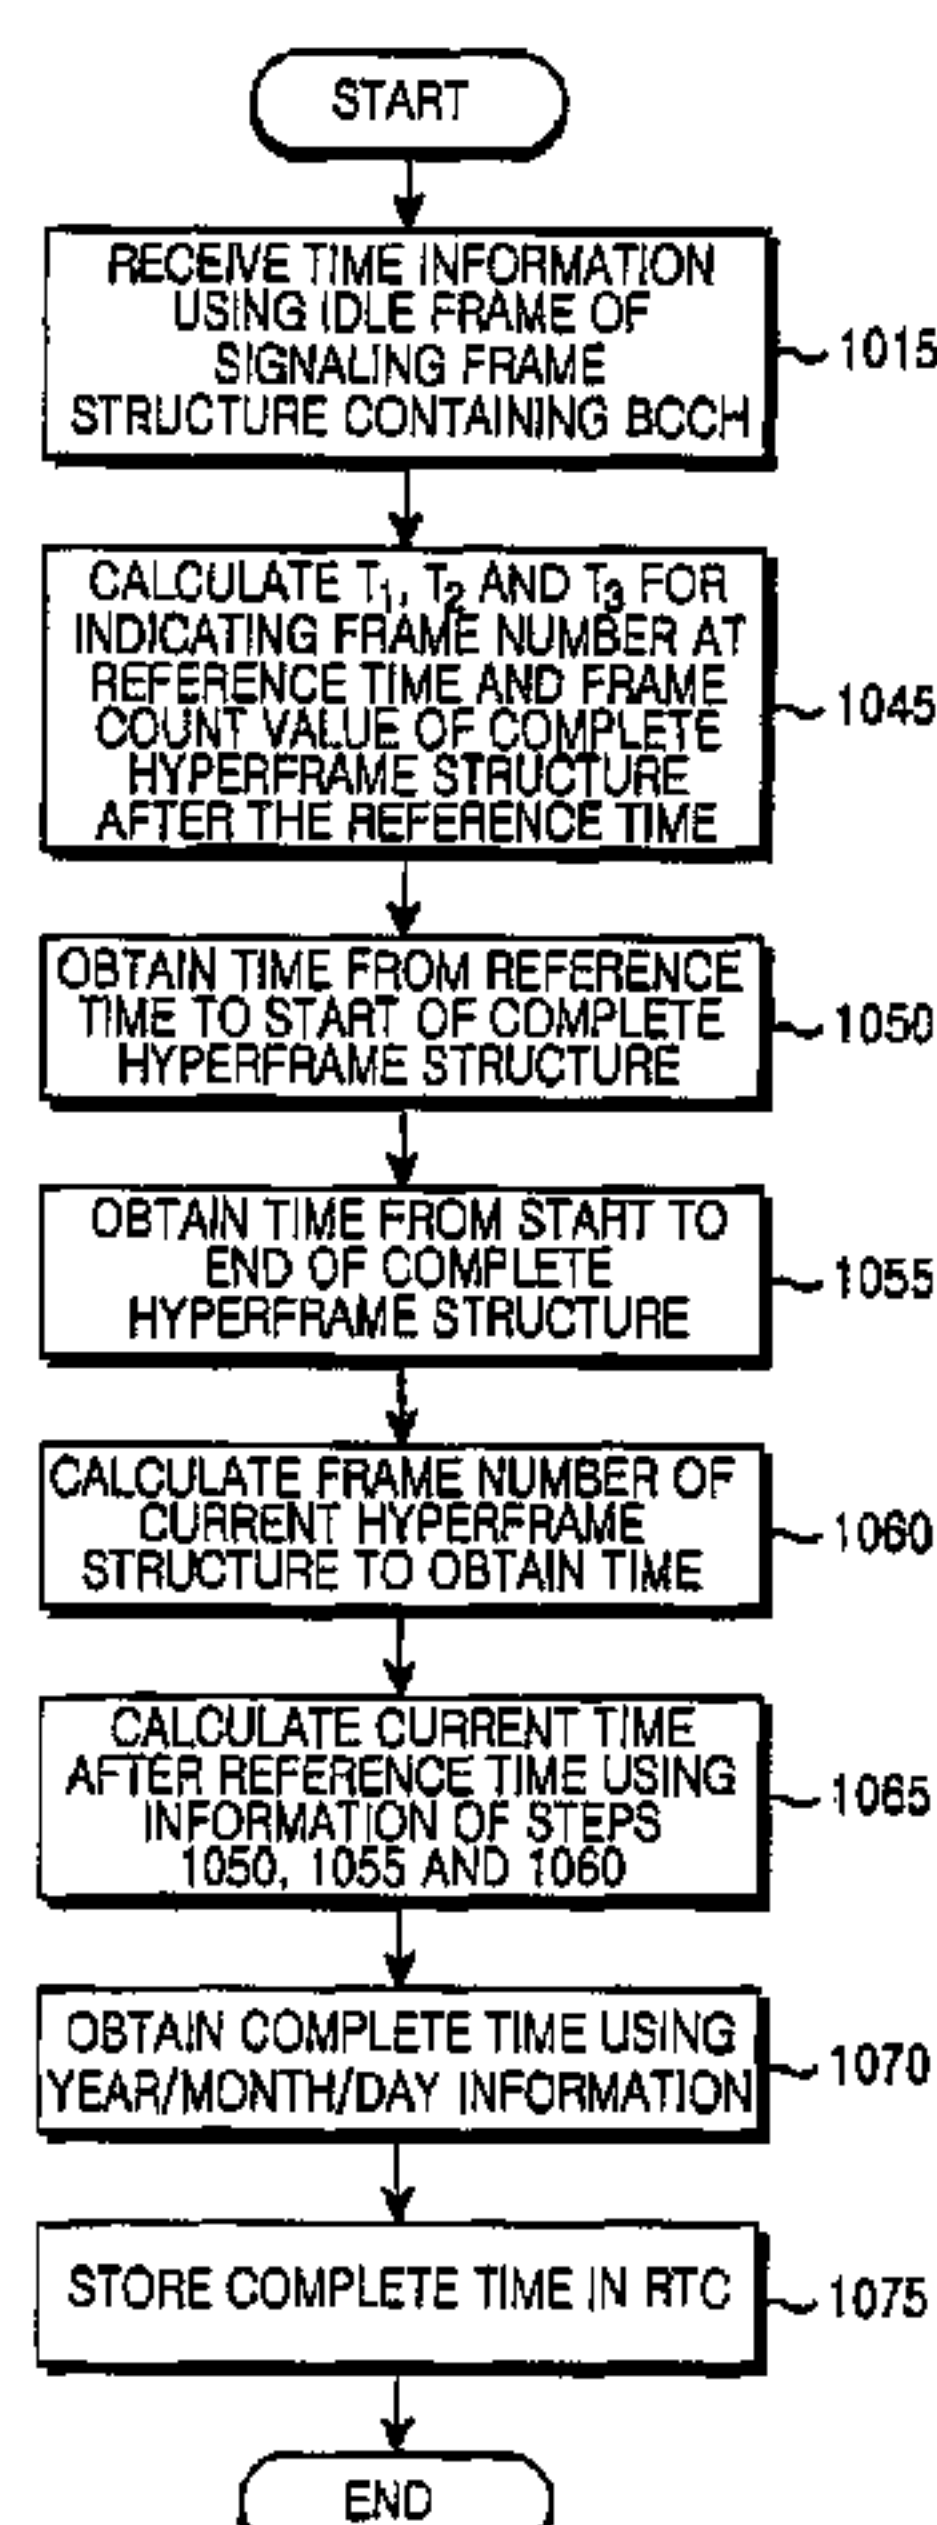 START
RECEIVE TIME INFORMATION
USING IDLE FRAME OF
SIGNALING FRAME
STRUCTURE CONTAINING BCCH
1015
CALCULATE T1, T2 AND T3 FOR
INDICATING FRAME NUMBER AT
REFERENCE TIME AND FRAME
COUNT VALUE OF COMPLETE
HYPERFRAME STRUCTURE
AFTER THE REFERENCE TIME
1045
OBTAIN TIME FROM REFERENCE
TIME TO START OF COMPLETE
HYPERFRAME STRUCTURE
1050
OBTAIN TIME FROM START TO
END OF COMPLETE
HYPERFRAME STRUCTURE
1055
CALCULATE FRAME NUMBER OF
CURRENT HYPERFRAME
STRUCTURE TO OBTAIN TIME
1060
CALCULATE CURRENT TIME
AFTER REFERENCE TIME USING
INFORMATION OF STEPS
1050, 1055 AND 1060
1065
OBTAIN COMPLETE TIME USING
YEAR/MONTH/DAY INFORMATION
1070
STORE COMPLETE TIME IN RTC
1075
END